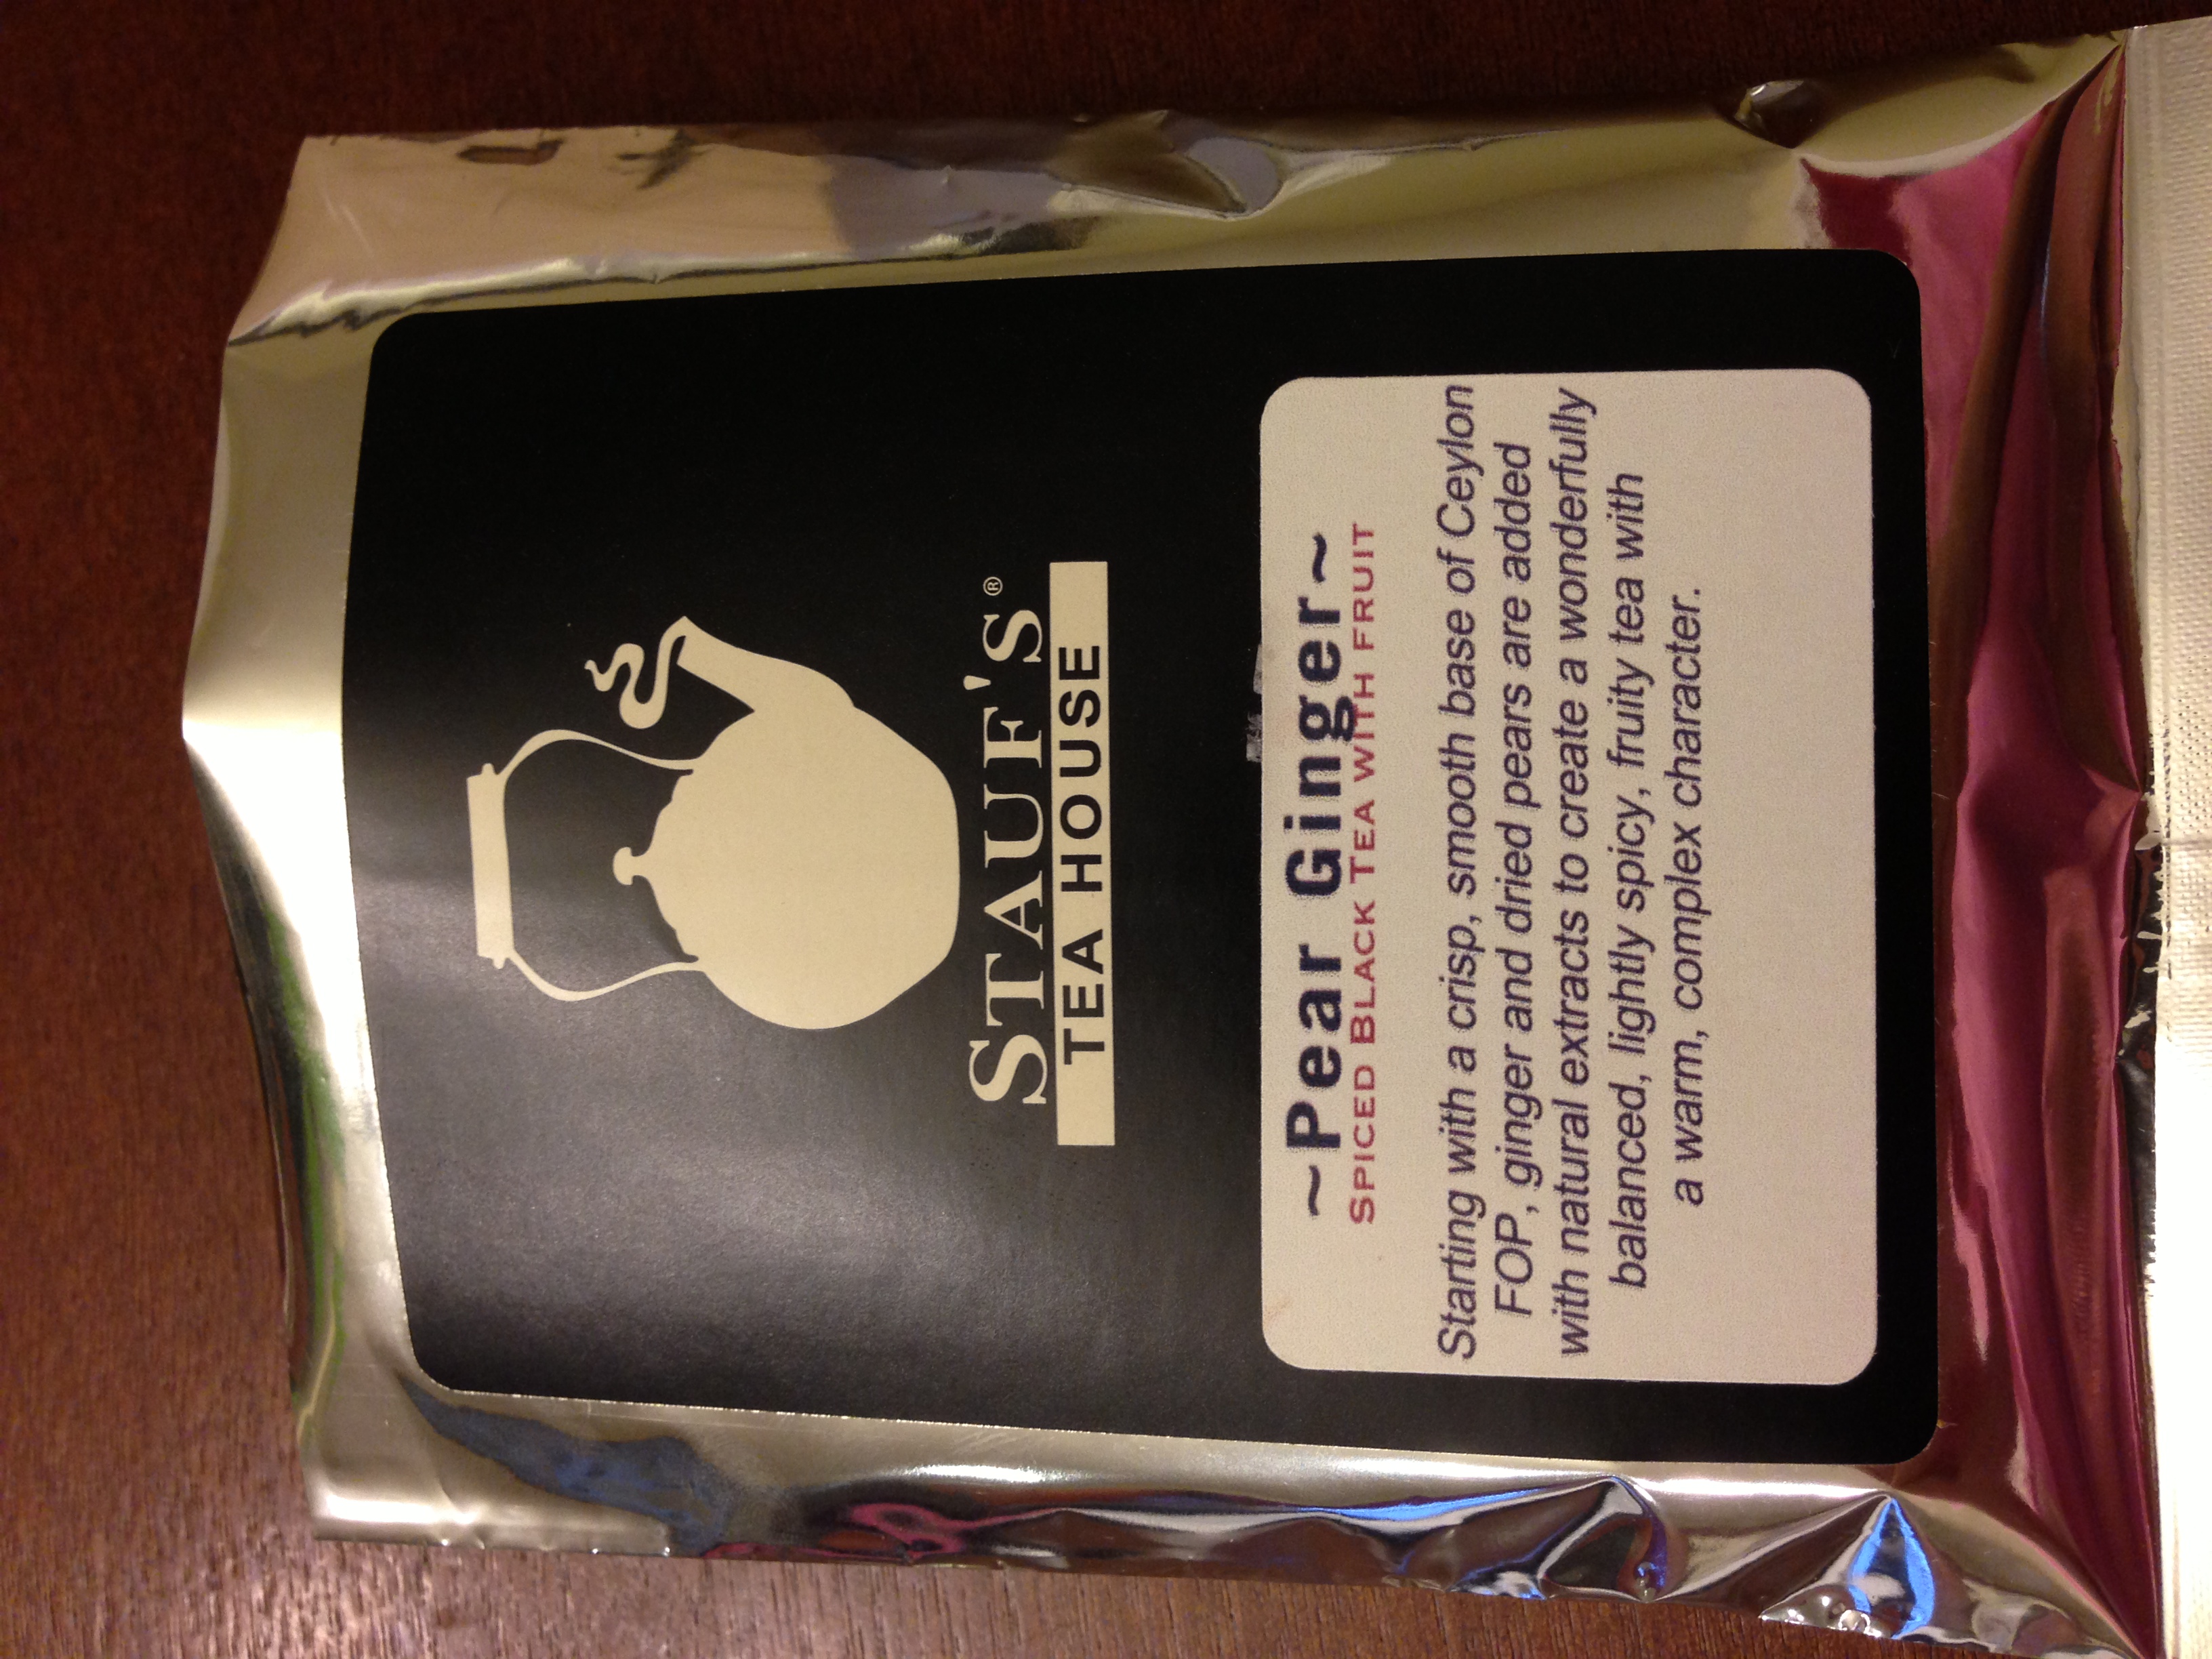 STAUF'S®
TEA HOUSE
~Pear Ginger~
SPICED BLACK TEA WITH FRUIT
Starting with a crisp, smooth base of Ceylon
FOP, ginger and dried pears are added
with natural extracts to create a wonderfully
balanced, lightly spicy, fruity tea with
a warm, complex character.